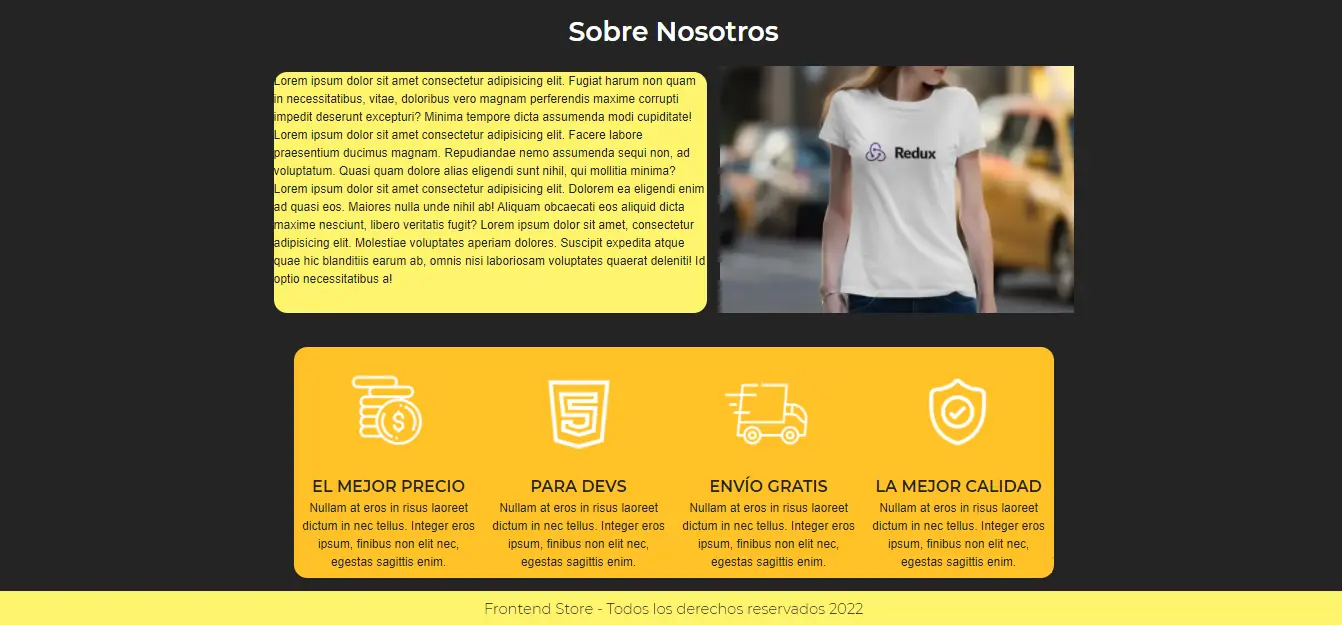 Sobre Nosotros
Lorem ipsum dolor sit amet consectetur adipisicing elit. Fugiat harum non quam
in necessitatibus, vitae, doloribus vero magnam perferendis maxime corrupti
impedit deserunt excepturi? Minima tempore dicta assumenda modi cupiditate!
Lorem ipsum dolor sit amet consectetur adipisicing elit. Facere labore
praesentium ducimus magnam. Repudiandae nemo assumenda sequi non, ad
voluptatum. Quasi quam dolore alias eligendi sunt nihil, qui mollitia minima?
Lorem ipsum dolor sit amet consectetur adipisicing elit. Dolorem ea eligendi enim
ad quasi eos. Maiores nulla unde nihil ab! Aliquam obcaecati eos aliquid dicta
maxime nesciunt, libero veritatis fugit? Lorem ipsum dolor sit amet, consectetur
adipisicing elit. Molestiae voluptates aperiam dolores. Suscipit expedita atque
quae hic blanditiis earum ab, omnis nisi laboriosam voluptates quaerat deleniti! Id
optio necessitatibus a!
Redux
EL MEJOR PRECIO
Nullam at eros in risus laoreet
dictum in nec tellus. Integer eros
ipsum, finibus non elit nec,
egestas sagittis enim.
PARA DEVS
Nullam at eros in risus laoreet
dictum in nec tellus. Integer eros
ipsum, finibus non elit nec,
egestas sagittis enim.
ENVÍO GRATIS
Nullam at eros in risus laoreet
dictum in nec tellus. Integer eros
ipsum, finibus non elit nec,
egestas sagittis enim.
LA MEJOR CALIDAD
Nullam at eros in risus laoreet
dictum in nec tellus. Integer eros
ipsum, finibus non elit nec,
egestas sagittis enim.
Frontend Store - Todos los derechos reservados 2022